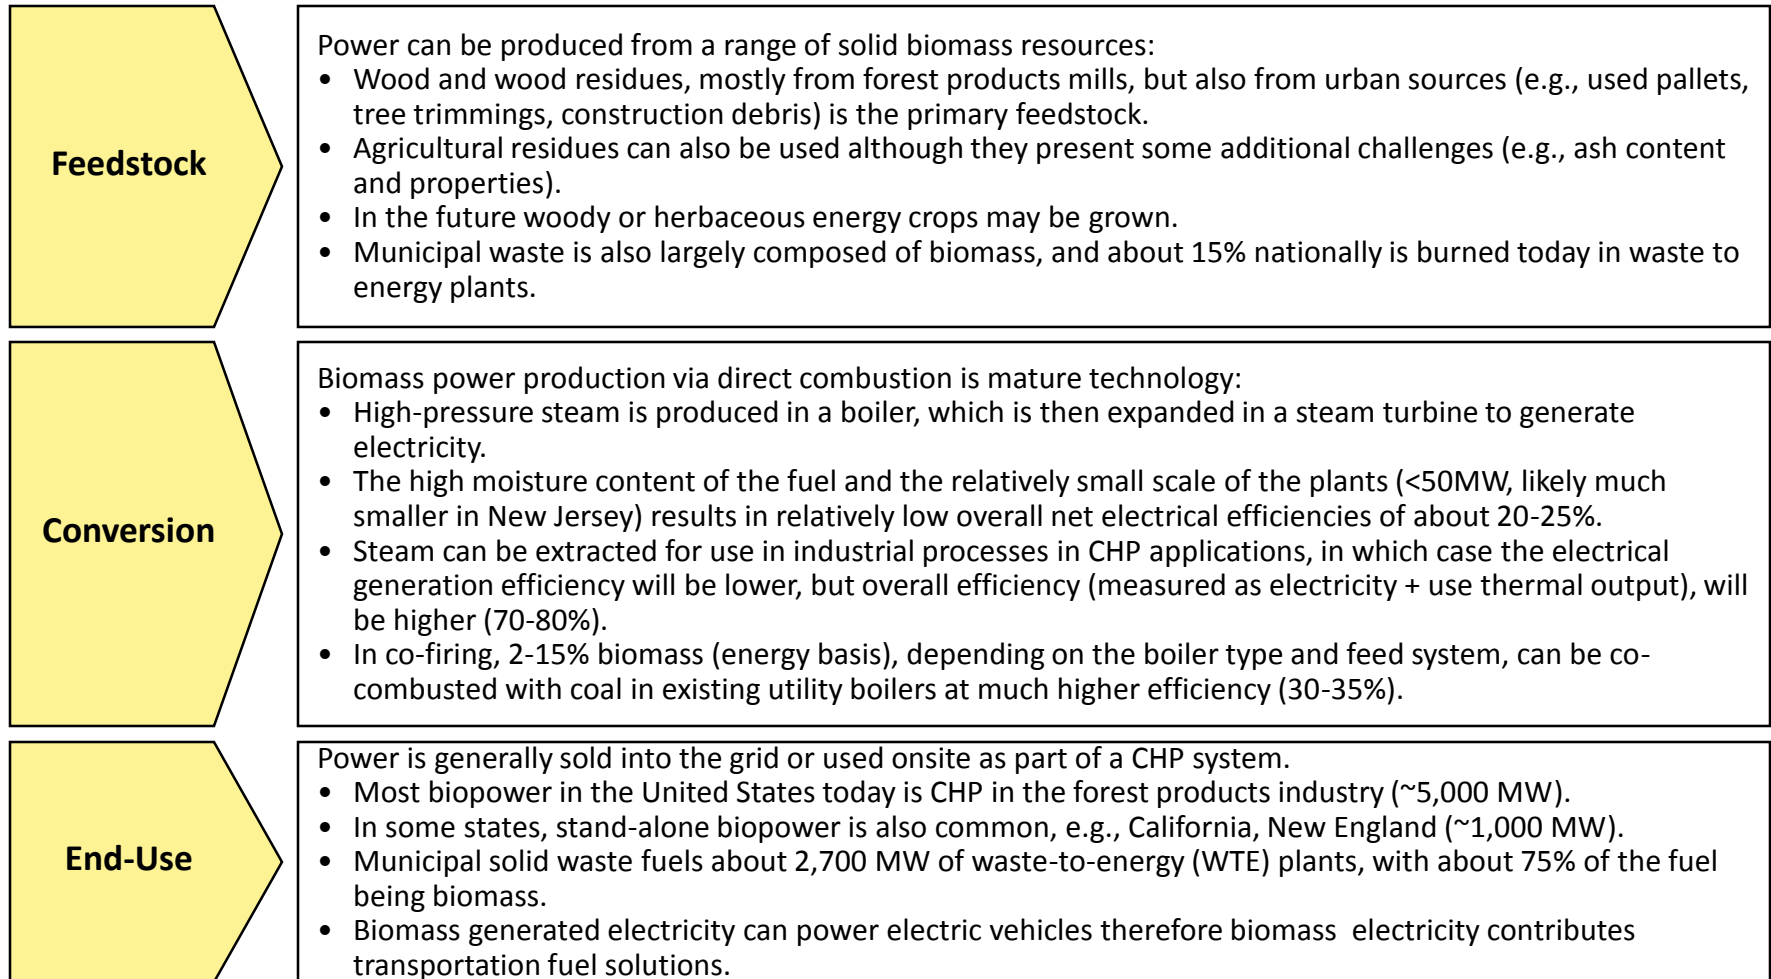 Feedstock
Power can be produced from a range of solid biomass resources:
• Wood and wood residues, mostly from forest products mills, but also from urban sources (e.g., used pallets,
tree trimmings, construction debris) is the primary feedstock.
• Agricultural residues can also be used although they present some additional challenges (e.g., ash content
and properties).
• In the future woody or herbaceous energy crops may be grown.
• Municipal waste is also largely composed of biomass, and about 15% nationally is burned today in waste to
energy plants.
Conversion
Biomass power production via direct combustion is mature technology:
• High-pressure steam is produced in a boiler, which is then expanded in a steam turbine to generate
electricity.
• The high moisture content of the fuel and the relatively small scale of the plants (<50MW, likely much
smaller in New Jersey) results in relatively low overall net electrical efficiencies of about 20-25%.
• Steam can be extracted for use in industrial processes in CHP applications, in which case the electrical
generation efficiency will be lower, but overall efficiency (measured as electricity + use thermal output), will
be higher (70-80%).
• In co-firing, 2-15% biomass (energy basis), depending on the boiler type and feed system, can be co-
combusted with coal in existing utility boilers at much higher efficiency (30-35%).
End-Use
Power is generally sold into the grid or used onsite as part of a CHP system.
• Most biopower in the United States today is CHP in the forest products industry (~5,000 MW).
• In some states, stand-alone biopower is also common, e.g., California, New England (~1,000 MW).
• Municipal solid waste fuels about 2,700 MW of waste-to-energy (WTE) plants, with about 75% of the fuel
being biomass.
• Biomass generated electricity can power electric vehicles therefore biomass  electricity contributes
transportation fuel solutions.